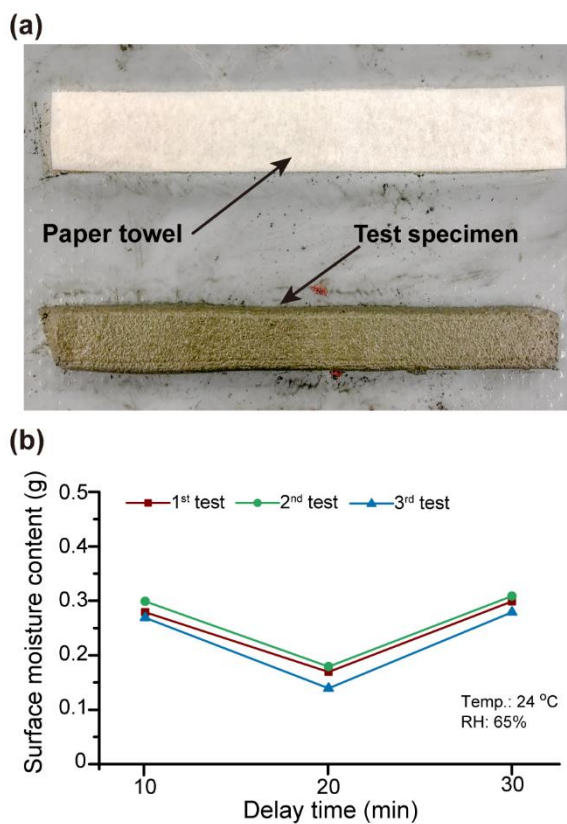 (a)
Paper towel
Test specimen
(b)
Surface moisture content (g)
0.5
0.4
0.3
0.2
0.1
0
1st test 2nd test 3rd test
Temp.: 24 °C
RH: 65%
10 20 30
Delay time (min)